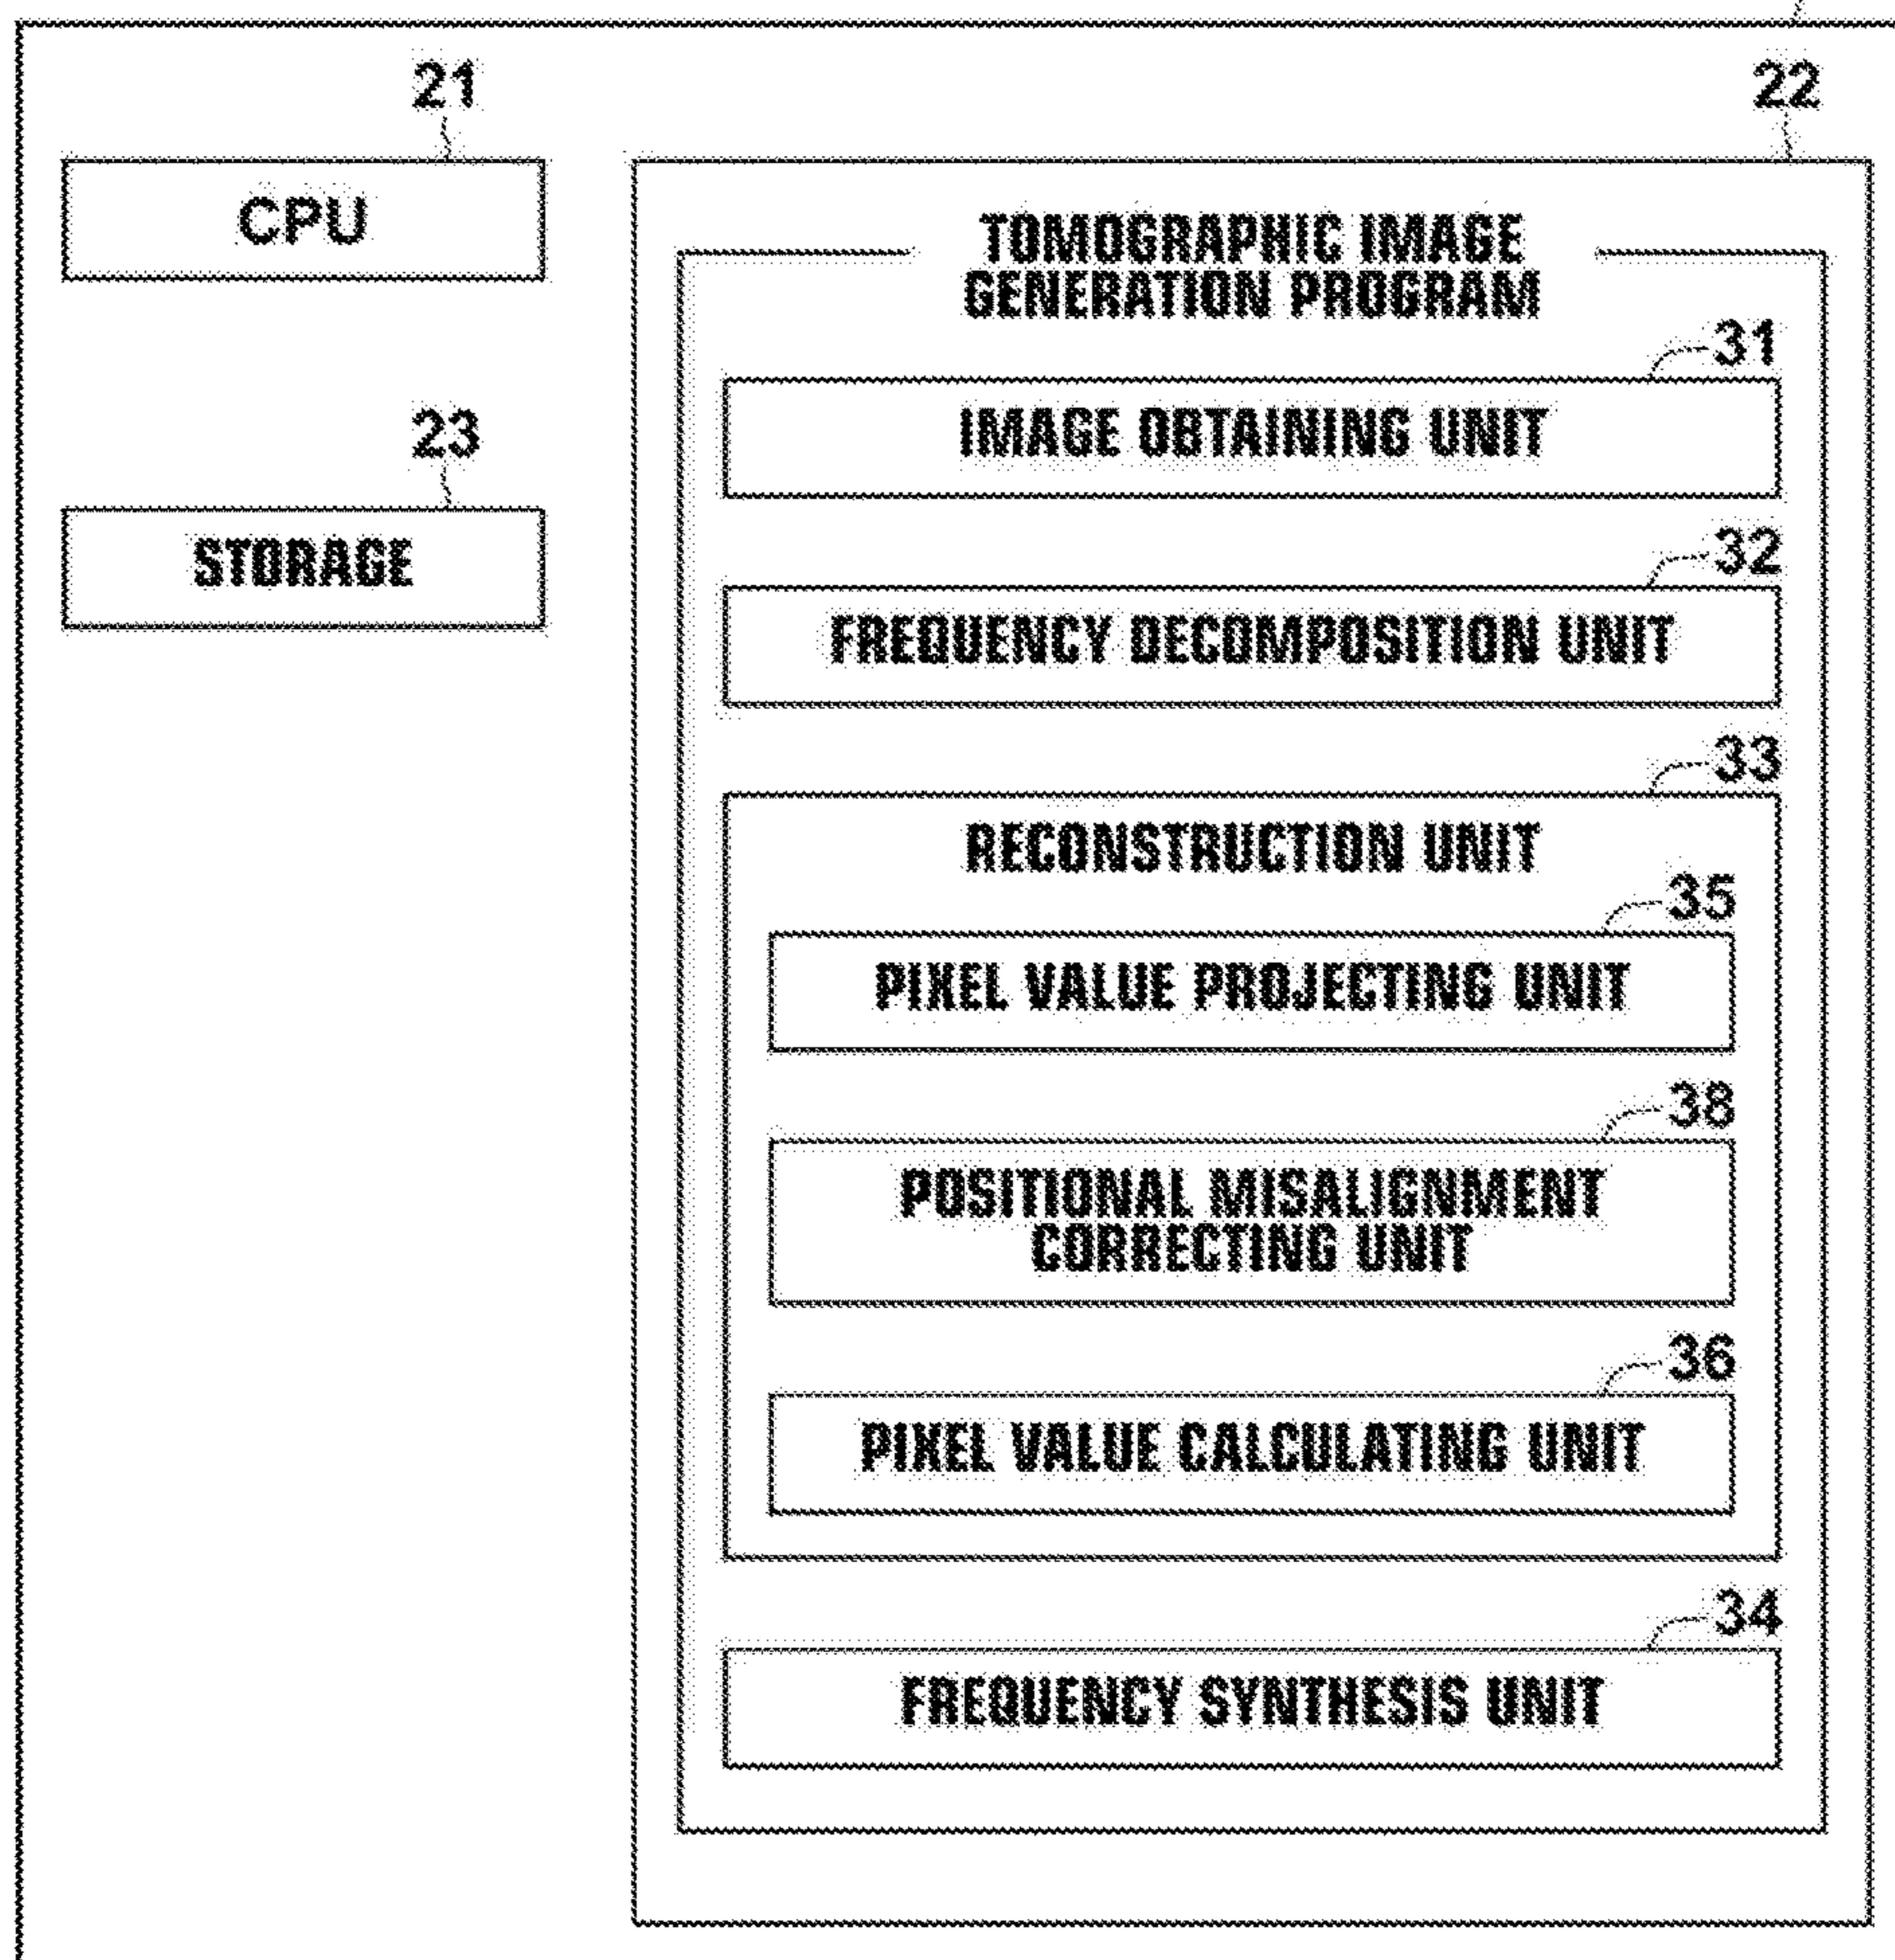 21
CPU
23
STORAGE
22
TOMOGRAPHIC IMAGE
GENERATION PROGRAM
31
IMAGE OBTAINING UNIT
32
FREQUENCY DECOMPOSITION UNIT
33
RECONSTRUCTION UNIT
35
PIXEL VALUE PROJECTING UNIT
38
POSITIONAL MISALIGNMENT
CORRECTING UNIT
36
PIXEL VALUE CALCULATING UNIT
34
FREQUENCY SYNTHESIS UNIT